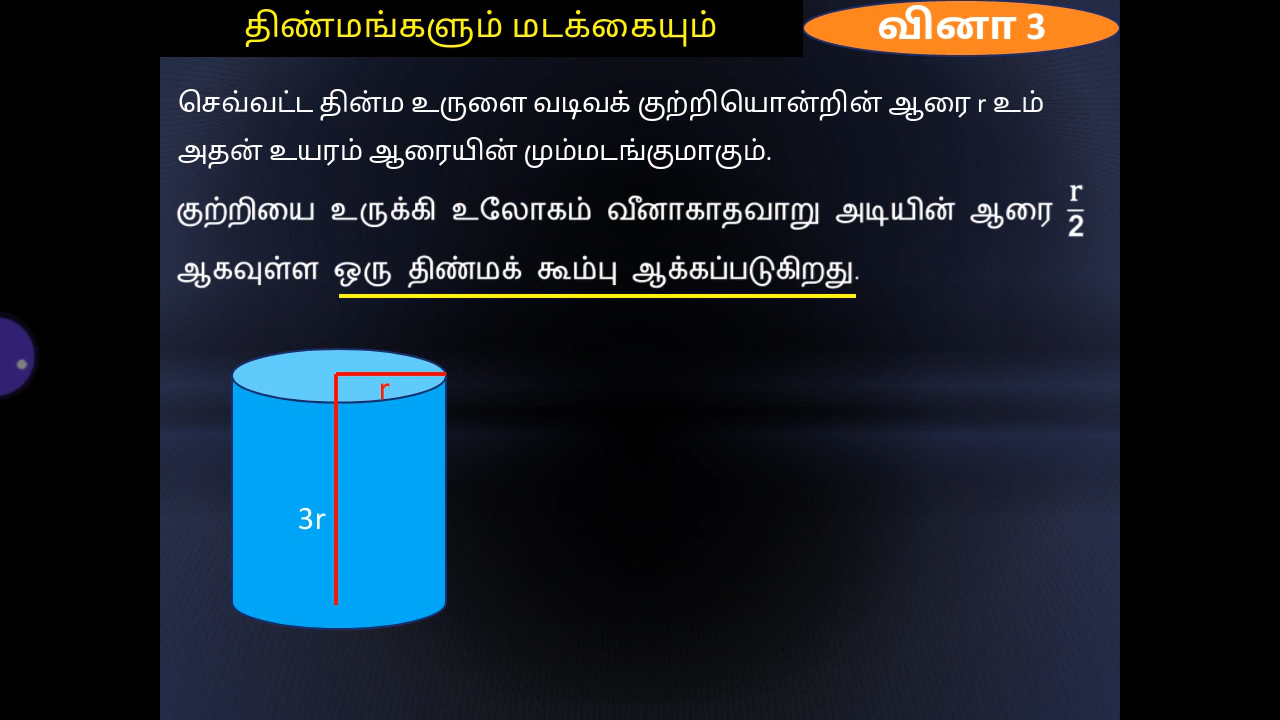 திண்மங்களும் மடக்கையும்
வினா 3
செவ்வட்ட தின்ம உருளை வடிவக் குற்றியொன்றின் ஆரை r உம்
அதன் உயரம் ஆரையின் மும்மடங்குமாகும்.
குற்றியை உருக்கி உலோகம் வீனாகாதவாறு அடியின் ஆரை r/2
ஆகவுள்ள ஒரு திண்மக் கூம்பு ஆக்கப்படுகிறது.
r
3r